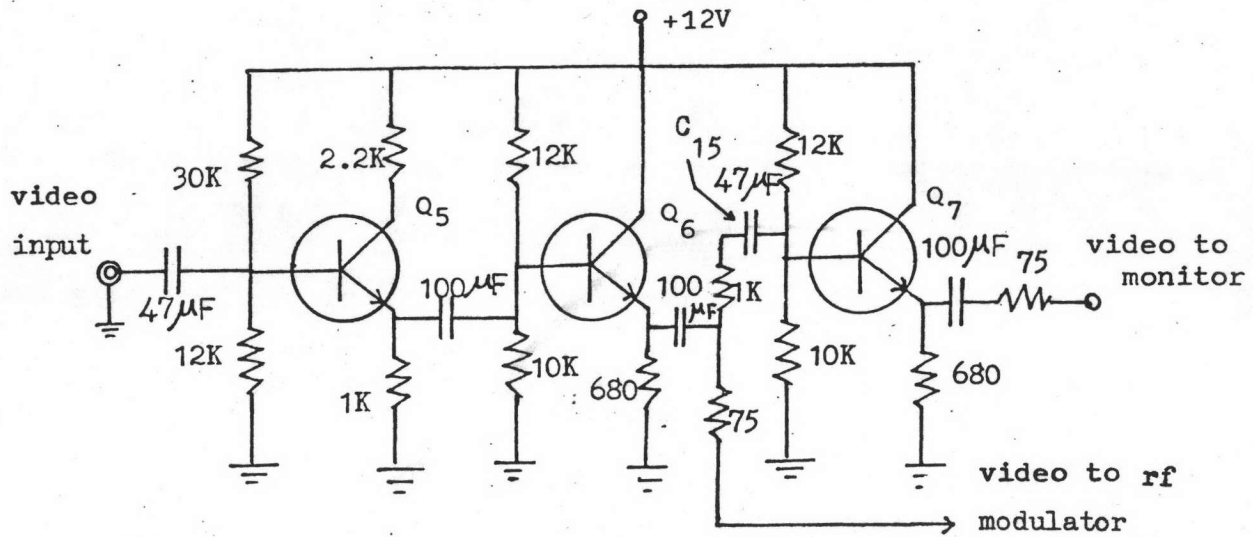 +12V
30K
2.2K
12K
C15
47µF
12K
video
input
Q5
Q6
Q7
47µF
100µF
100
µF
1K
100µF
75
video to
monitor
12K
1K
10K
680
75
10K
680
video to rf
modulator